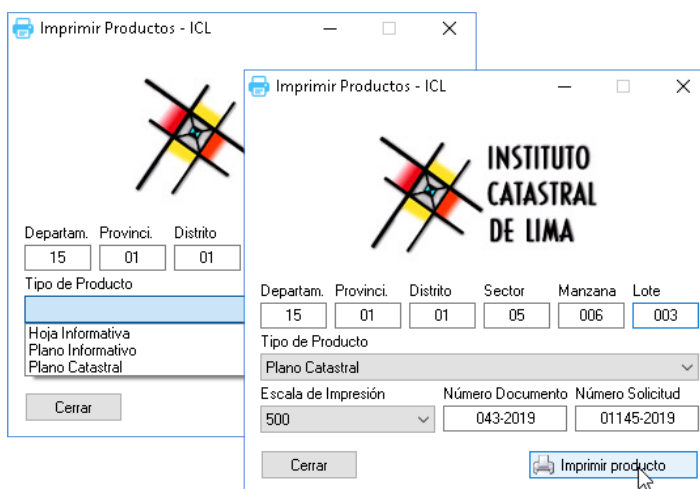 Imprimir Productos - ICL
Departam. Provinci. Distrito
15 01 01
Tipo de Producto
Hoja Informativa
Plano Informativo
Plano Catastral
Cerrar
Imprimir Productos - ICL
INSTITUTO
CATASTRAL
DE LIMA
Departam. Provinci. Distrito Sector Manzana Lote
15 01 01 05 006 003
Tipo de Producto
Plano Catastral
Escala de Impresión Número Documento Número Solicitud
500 043-2019 01145-2019
Cerrar Imprimir producto